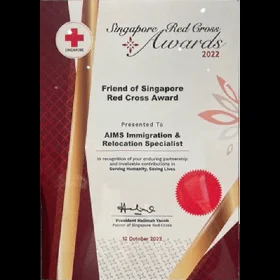 Singapore Red Cross
Awards
2022
SINGAPORE
Friend of Singapore
Red Cross Award
Presented To
AIMS Immigration &
Relocation Specialist
In recognition of your enduring partnership
and invaluable contributions in
Serving Humanity, Saving Lives
President Halimah Yacob
Patron of Singapore Red Cross
12 October 2022